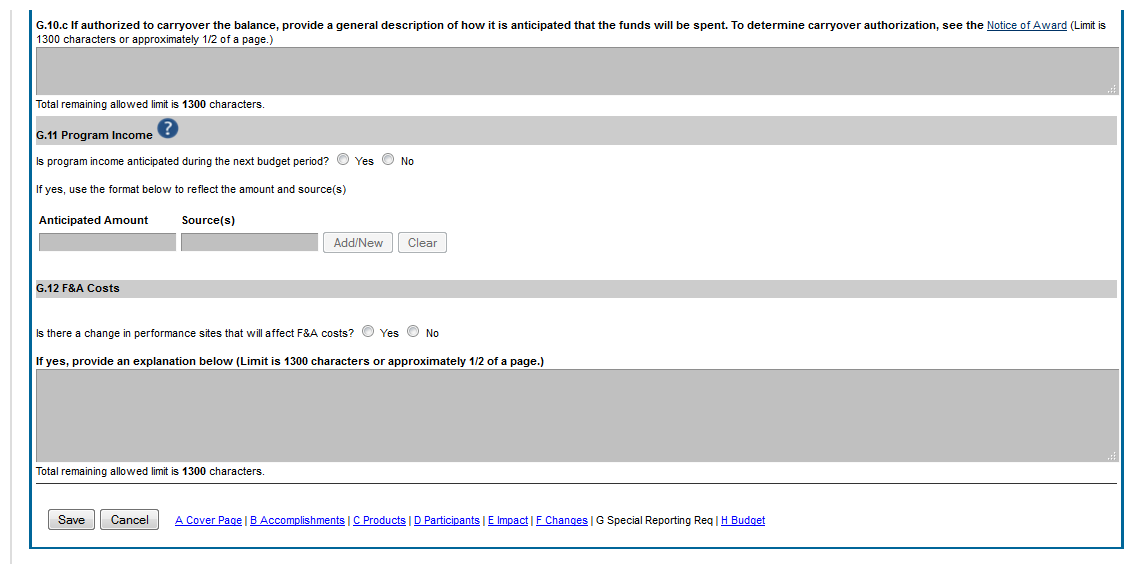 G.10.c If authorized to carryover the balance, provide a general description of how it is anticipated that the funds will be spent. To determine carryover authorization, see the Notice of Award (Limit is
1300 characters or approximately 1/2 of a page.)
Total remaining allowed limit is 1300 characters.
G.11 Program Income ?
Is program income anticipated during the next budget period? Yes No
If yes, use the format below to reflect the amount and source(s)
Anticipated Amount Source(s)
Add/New Clear
G.12 F&A Costs
Is there a change in performance sites that will affect F&A costs? Yes No
If yes, provide an explanation below (Limit is 1300 characters or approximately 1/2 of a page.)
Total remaining allowed limit is 1300 characters.
Save Cancel A Cover Page | B Accomplishments | C Products | D Participants | E Impact | F Changes | G Special Reporting Req | H Budget